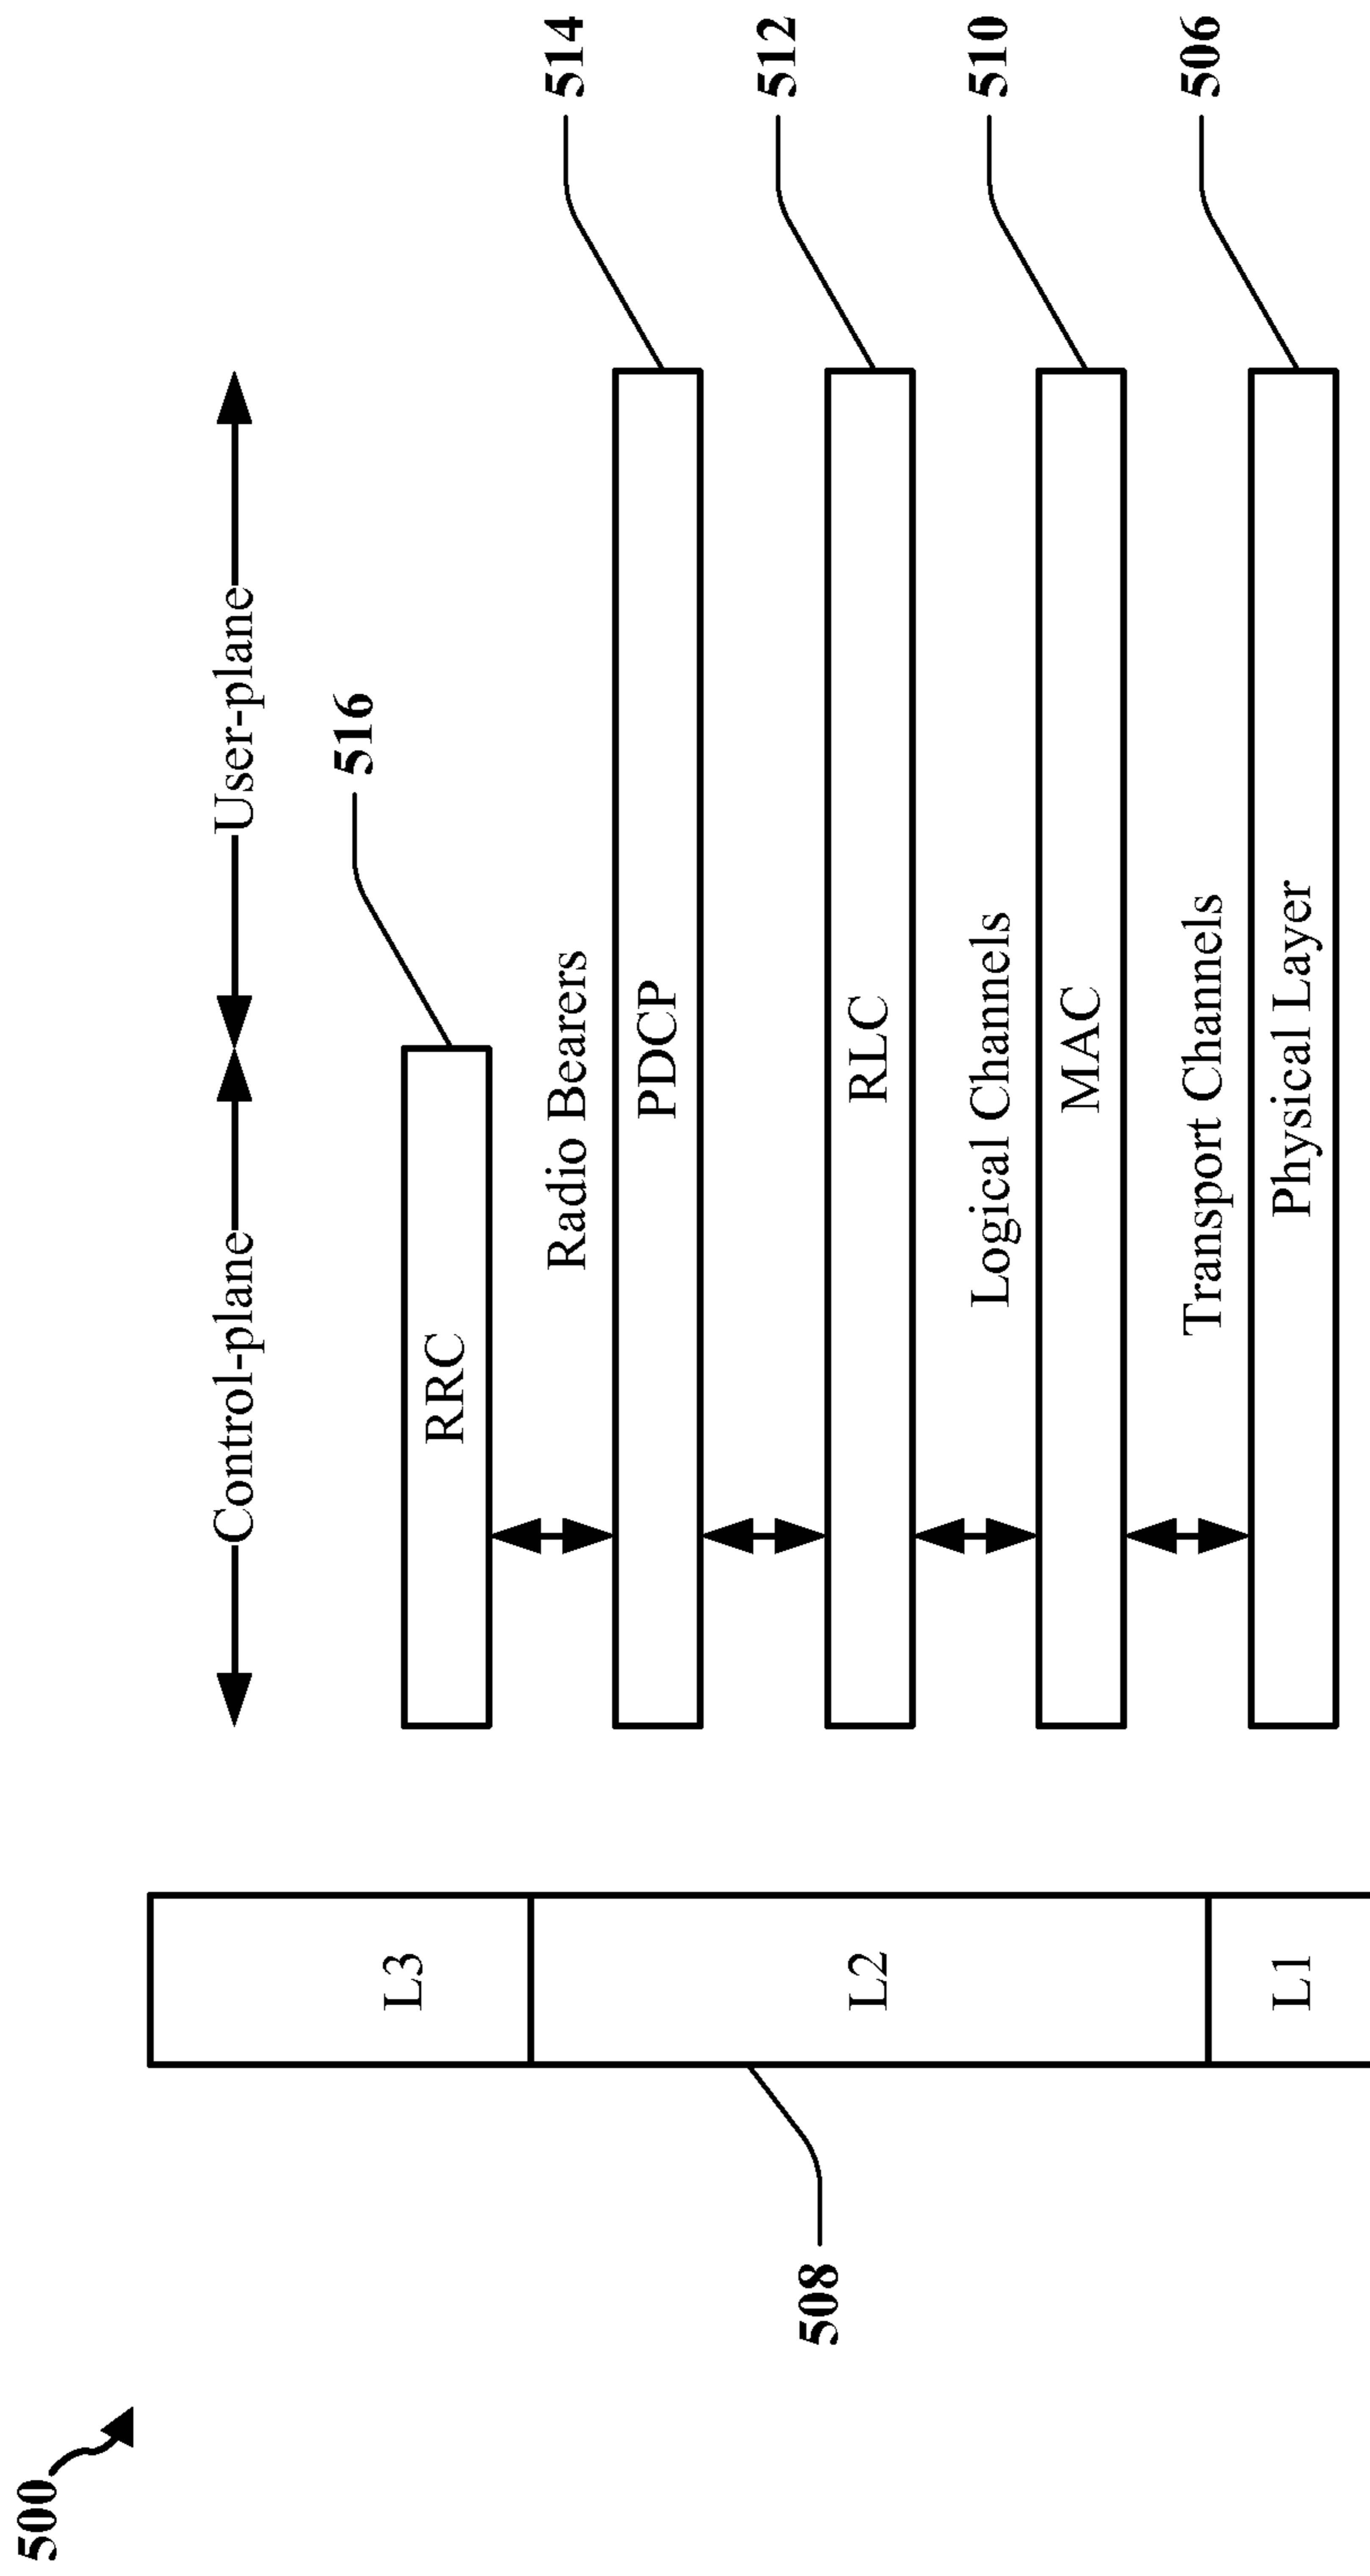 500
Control-plane
User-plane
516
L3
RRC
Radio Bearers
514
PDCP
508
L2
512
RLC
Logical Channels
510
MAC
Transport Channels
506
L1
Physical Layer